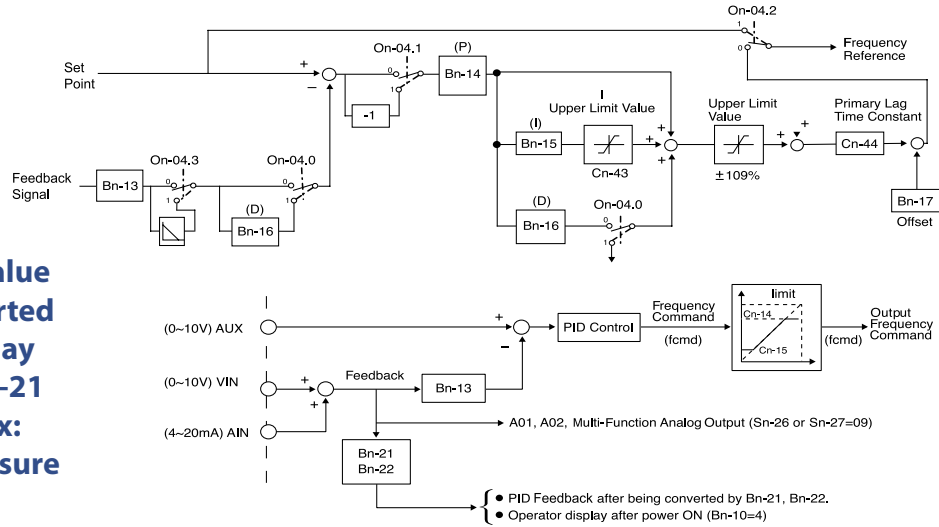 On-04.2
1
0
Frequency
Reference
Set
Point
+
−
On-04.1
0
1
-1
(P)
Bn-14
I
Upper Limit Value
(I)
Bn-15
Cn-43
+
+
+
Upper Limit
Value
±109%
+
+
Primary Lag
Time Constant
Cn-44
Bn-17
Offset
Feedback
Signal
Bn-13
On-04.3
0
1
On-04.0
0
1
(D)
Bn-16
(D)
Bn-16
On-04.0
0
1
alue
rted
ay
-21
x:
sure
(0~10V) AUX
+
−
PID Control
Frequency
Command
(fcmd)
limit
Cn-14
Cn-15
(fcmd)
Output
Frequency
Command
(0~10V) VIN
+
+
Feedback
Bn-13
(4~20mA) AIN
A01, A02, Multi-Function Analog Output (Sn-26 or Sn-27=09)
Bn-21
Bn-22
● PID Feedback after being converted by Bn-21, Bn-22.
● Operator display after power ON (Bn-10=4)